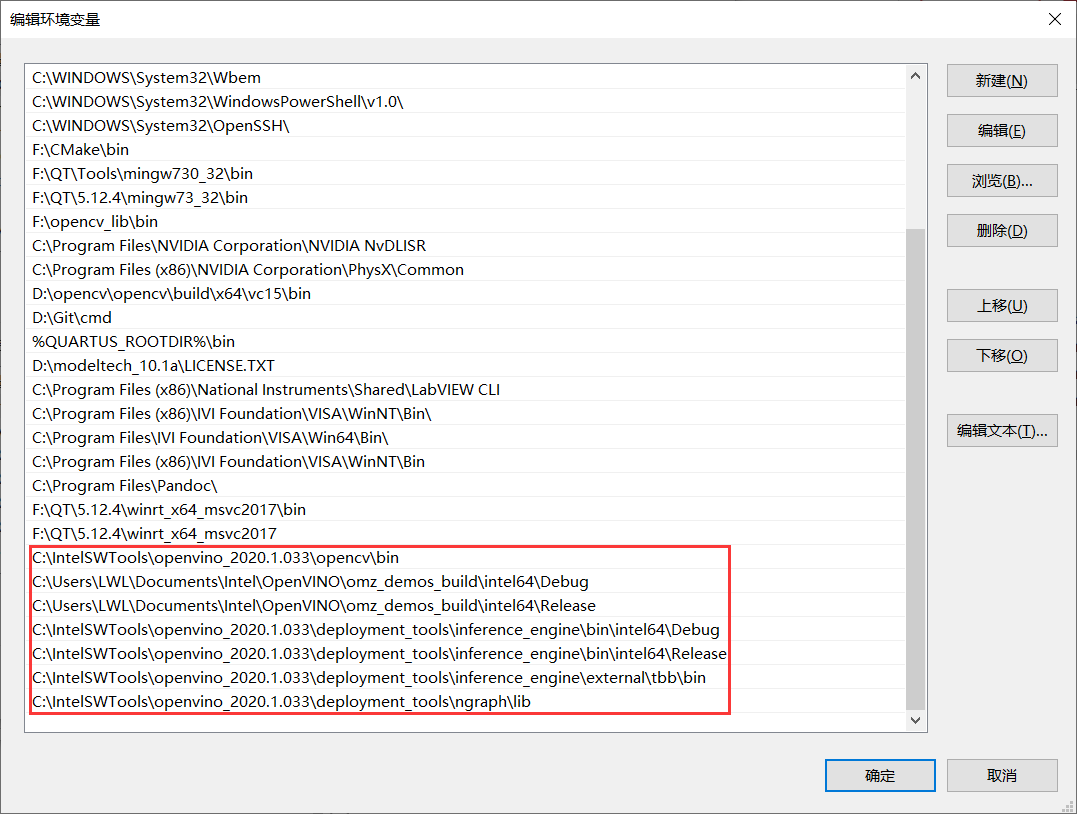 编辑环境变量
C:\WINDOWS\System32\Wbem
C:\WINDOWS\System32\WindowsPowerShell\v1.0\
C:\WINDOWS\System32\OpenSSH\
F:\CMake\bin
F:\QT\Tools\mingw730_32\bin
F:\QT\5.12.4\mingw73_32\bin
F:\opencv_lib\bin
C:\Program Files\NVIDIA Corporation\NVIDIA NvDLISR
C:\Program Files (x86)\NVIDIA Corporation\PhysX\Common
D:\opencv\opencv\build\x64\vc15\bin
D:\Git\cmd
%QUARTUS_ROOTDIR%\bin
D:\modeltech_10.1a\LICENSE.TXT
C:\Program Files (x86)\National Instruments\Shared\LabVIEW CLI
C:\Program Files (x86)\IVI Foundation\VISA\WinNT\Bin\
C:\Program Files\IVI Foundation\VISA\Win64\Bin\
C:\Program Files (x86)\IVI Foundation\VISA\WinNT\Bin
C:\Program Files\Pandoc\
F:\QT\5.12.4\winrt_x64_msvc2017\bin
F:\QT\5.12.4\winrt_x64_msvc2017
C:\IntelSWTools\openvino_2020.1.033\opencv\bin
C:\Users\LWL\Documents\Intel\OpenVINO\omz_demos_build\intel64\Debug
C:\Users\LWL\Documents\Intel\OpenVINO\omz_demos_build\intel64\Release
C:\IntelSWTools\openvino_2020.1.033\deployment_tools\inference_engine\bin\intel64\Debug
C:\IntelSWTools\openvino_2020.1.033\deployment_tools\inference_engine\bin\intel64\Release
C:\IntelSWTools\openvino_2020.1.033\deployment_tools\inference_engine\external\tbb\bin
C:\IntelSWTools\openvino_2020.1.033\deployment_tools\ngraph\lib
新建(N)
编辑(E)
浏览(B)...
删除(D)
上移(U)
下移(O)
编辑文本(T)...
确定
取消